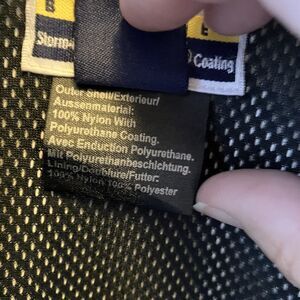 B
E
Storm-
Coating
Outer Shell/Exterieur/
Aussenmaterial:
100% Nylon With
Polyurethane Coating.
Avec Enduction Polyurethane.
Mit Polyurethanbeschichtung.
Lining/Doublure/Futter:
100% Nylon 100% Polyester